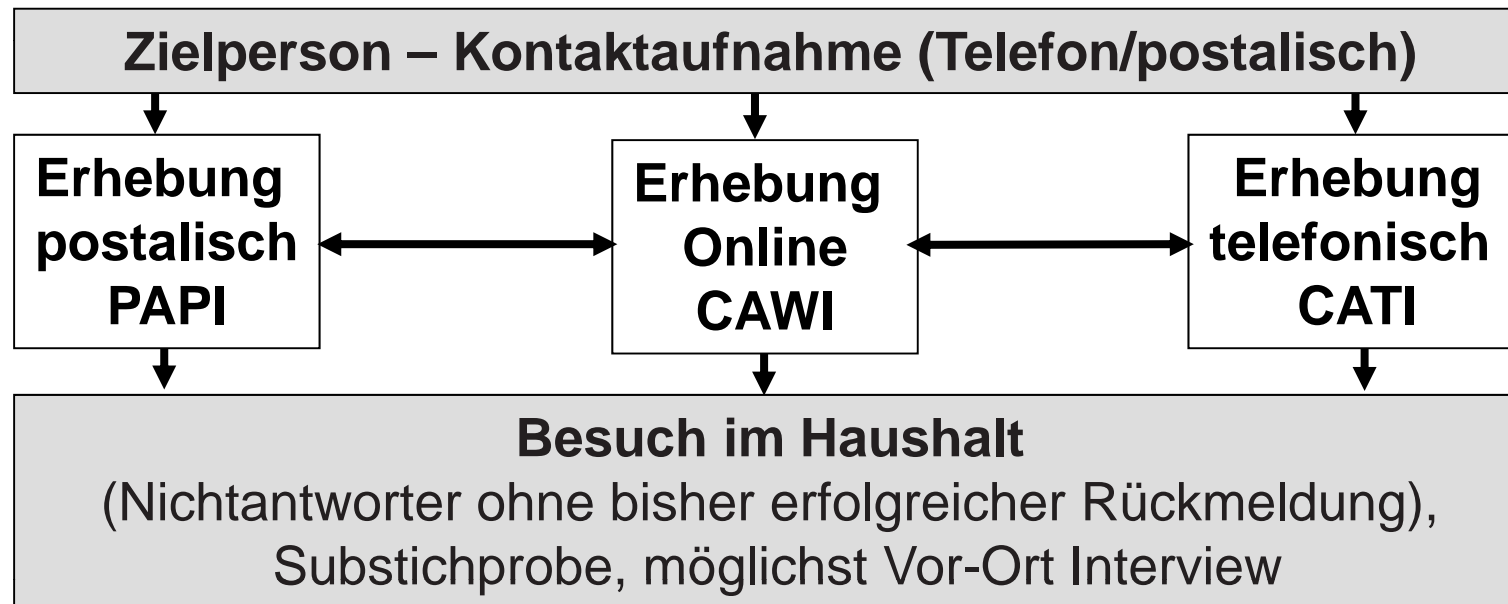 Zielperson – Kontaktaufnahme (Telefon/postalisch)
Erhebung
postalisch
PAPI
Erhebung
Online
CAWI
Erhebung
telefonisch
CATI
Besuch im Haushalt
(Nichtantworter ohne bisher erfolgreicher Rückmeldung),
Substichprobe, möglichst Vor-Ort Interview